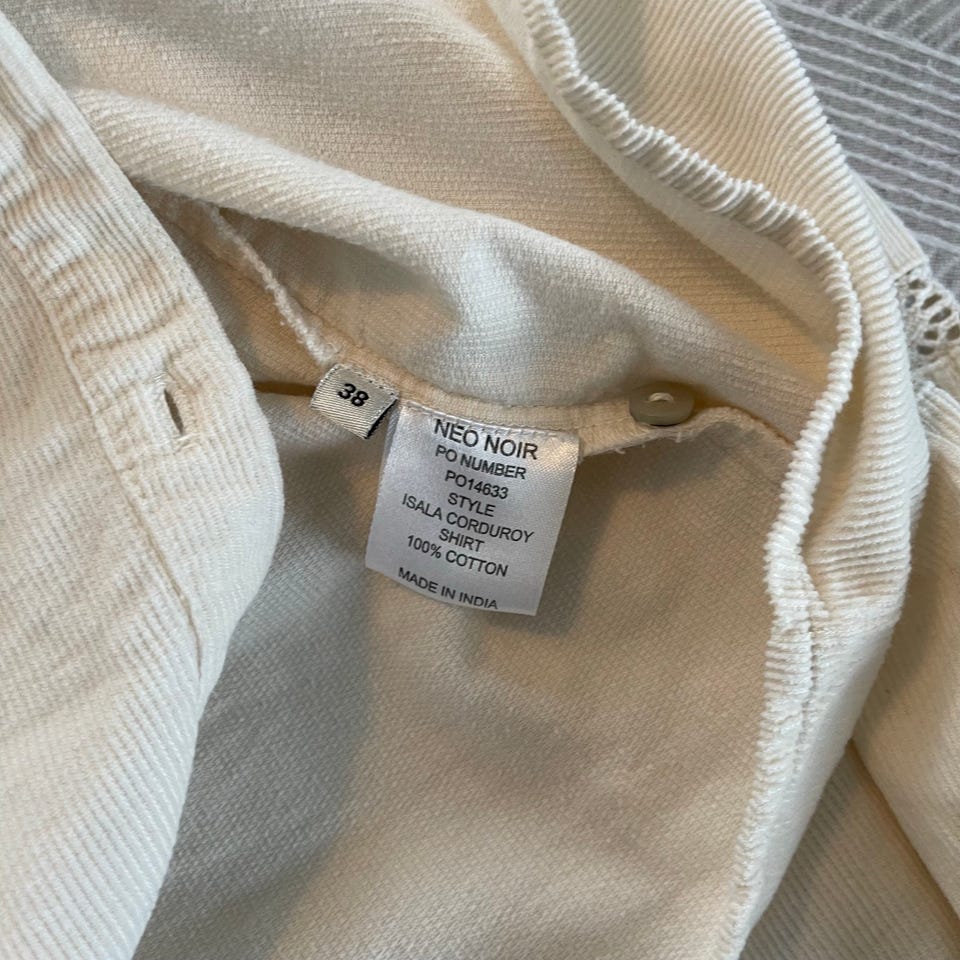 38
NEO NOIR
PO NUMBER
PO14633
STYLE
ISALA CORDUROY
SHIRT
100% COTTON
MADE IN INDIA